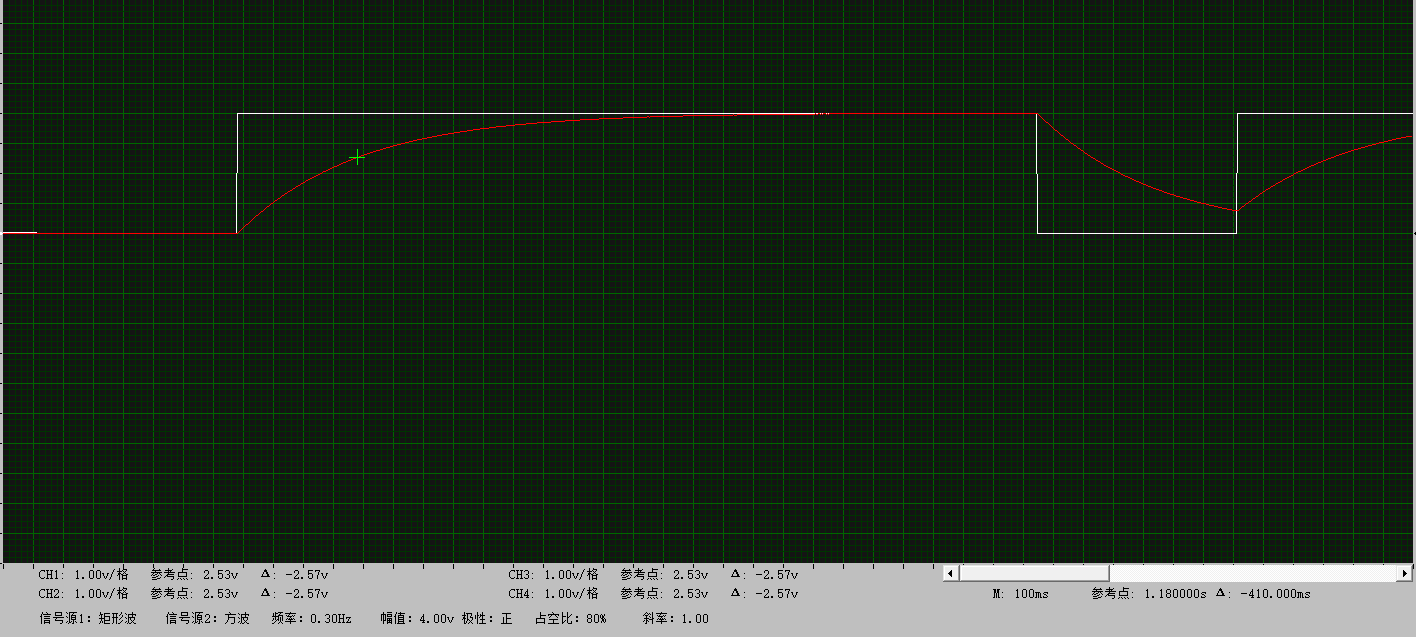 CH1: 1.00v/格 参考点: 2.53v Δ: -2.57v CH3: 1.00v/格 参考点: 2.53v Δ: -2.57v
CH2: 1.00v/格 参考点: 2.53v Δ: -2.57v CH4: 1.00v/格 参考点: 2.53v Δ: -2.57v M: 100ms 参考点: 1.180000s Δ: -410.000ms
信号源1: 矩形波 信号源2: 方波 频率: 0.30Hz 幅值: 4.00v 极性: 正 占空比: 80% 斜率: 1.00